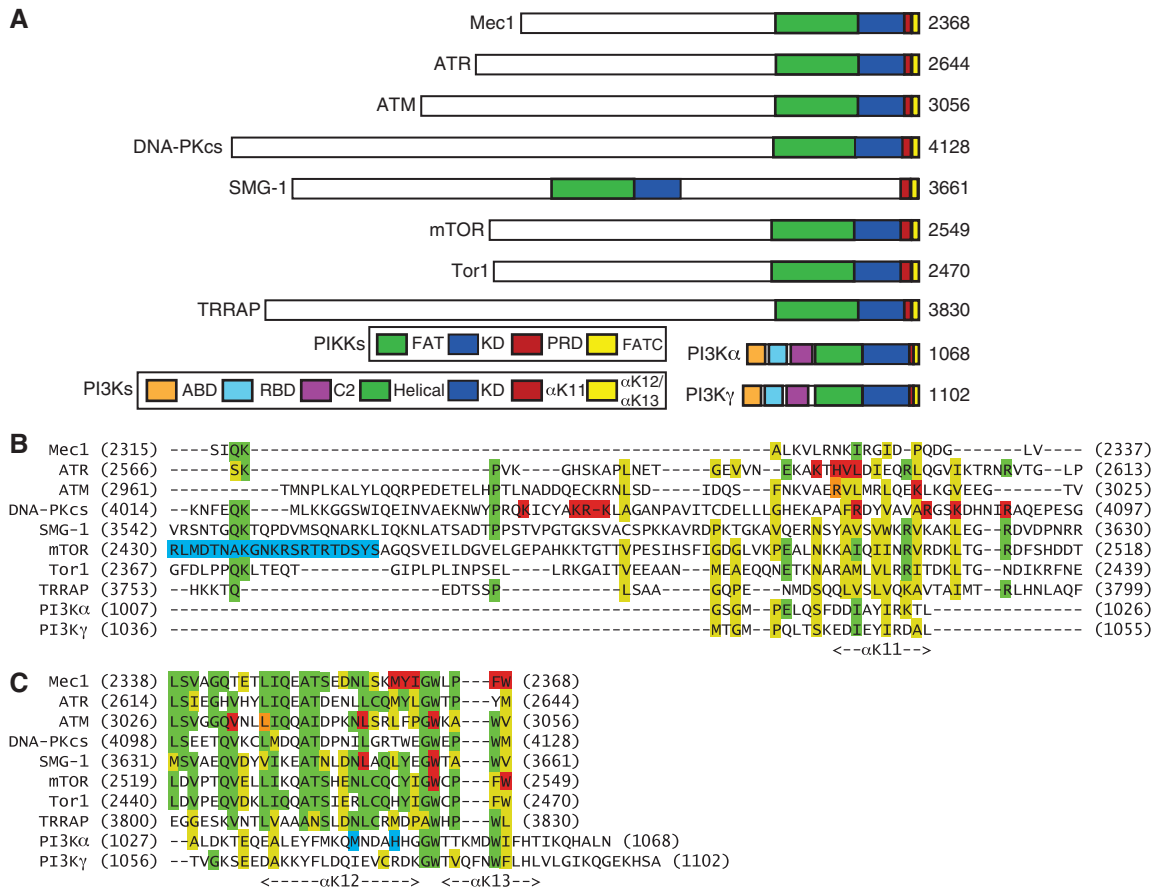 A
Mec1 2368
ATR 2644
ATM 3056
DNA-PKcs 4128
SMG-1 3661
mTOR 2549
Tor1 2470
TRRAP 3830
PIKKs FAT KD PRD FATC
PI3Kα 1068
PI3Ks ABD RBD C2 Helical KD αK11 αK12/αK13
PI3Kγ 1102
B
Mec1 (2315) ----SIQK---------------------------------------------------ALKVLRNKIRGID-PQDG-------LV---- (2337)
ATR (2566) ------SK-----------------------PVK----GHSKAPLNET----GEVVN--EKAKTHVLDIEQRLQGVIKTRNRVTG--LP (2613)
ATM (2961) -----------TMNPLKALYLQQRPEDETELHPTLNADDQECKRNLSD----IDQS---FNKVAERVLMRLQEKLKGVEEG-------TV (3025)
DNA-PKcs (4014) --KNFEQK----MLKKGGSWIQEINVAEKNWYPRQKICYAKR-KLAGANPAVITCDELLLGHEKAPAFRDYVAVARGSKDHNIRAQEPESG (4097)
SMG-1 (3542) VRSNTGQKTQPDVMSQNARKLIQKNLATSADTPPSTVPGTGKSVACSPKKAVRDPKTGKAVQERNSYAVSVWKRVKAKLEG--RDVDPNRR (3630)
mTOR (2430) RLMDTNAKGNKRSRTRTDSYSAGQSVEILDGVELGEPAHKKTGTTVPESIHSFIGDGLVKPEALNKKAIQIINRVRDKLTG--RDFSHDDT (2518)
Tor1 (2367) GFDLPPQKLTEQT---------GIPLPLINPSEL----LRKGAITVEEAAN---MEAEQQNETKNARAMLVLRRITDKLTG--NDIKRFNE (2439)
TRRAP (3753) --HKKTQ--------------------EDTSSP------------LSAA-----GQPE---NMDSQQLVSLVQKAVTAIMT--RLHNLAQF (3799)
PI3Kα (1007) ------------------------------------------------------GSGM--PELQSFDDIAYIRKTL--------------- (1026)
PI3Kγ (1036) ------------------------------------------------------MTGM--PQLTSKEDIEYIRDAL--------------- (1055)
<--αK11-->
C
Mec1 (2338) LSVAGQTETLIQEATSEDNLSKMYIGWLP---FW (2368)
ATR (2614) LSIEGHVHYLIQEATDENLLCQMYLGWTP---YM (2644)
ATM (3026) LSVGGQVNLLIQQAIDPKNLSRLFPGWKA---WV (3056)
DNA-PKcs (4098) LSEETQVKCLMDQATDPNILGRTWEGWEP---WM (4128)
SMG-1 (3631) MSVAEQVDYVIKEATNLDNLAQLYEGWTA---WV (3661)
mTOR (2519) LDVPTQVELLIKQATSHENLCQCYIGWCP---FW (2549)
Tor1 (2440) LDVPEQVDKLIQQATSIERLCQHYIGWCP---FW (2470)
TRRAP (3800) EGGESKVNTLVAAANSLDNLCRMDPAWHP---WL (3830)
PI3Kα (1027) --ALDKTEQEALEYFMKQMNDAHHGGWTTKMDWIFHTIKQHALN (1068)
PI3Kγ (1056) --TVGKSEEDAKKYFLDQIEVCRDKGWTVQFNWFLHLVLGIKQGEKHSA (1102)
<-----αK12-----> <--αK13-->